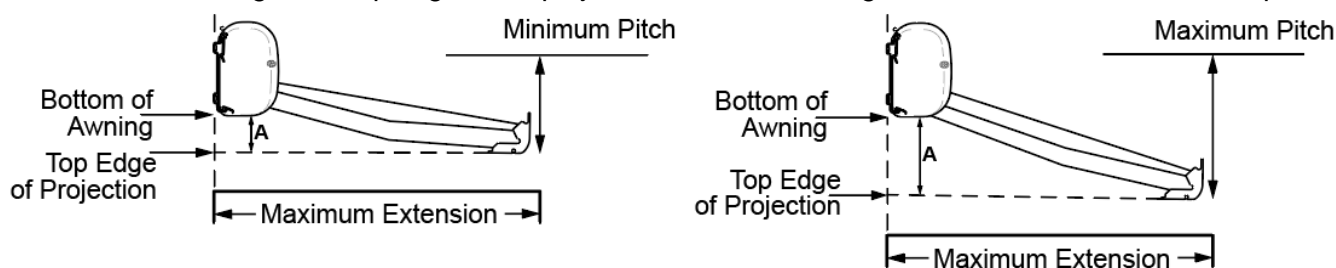 Minimum Pitch
Bottom of
Awning
A
Top Edge
of Projection
Maximum Extension
Maximum Pitch
Bottom of
Awning
A
Top Edge
of Projection
Maximum Extension